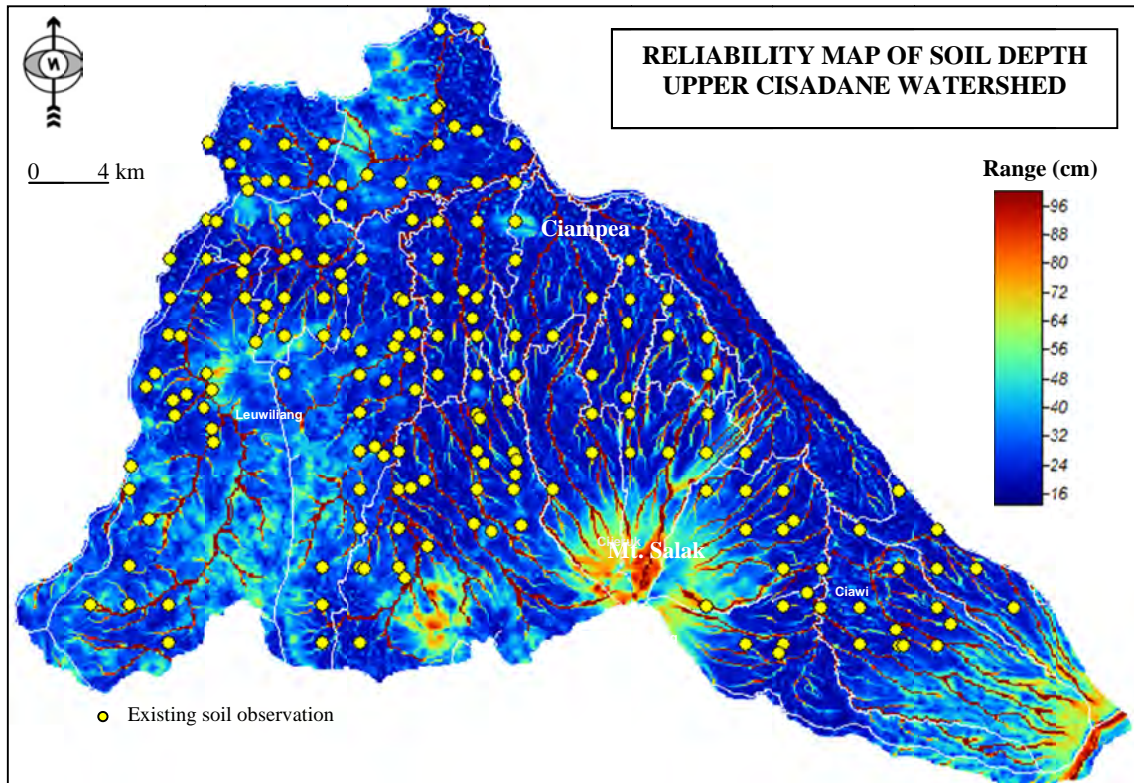 RELIABILITY MAP OF SOIL DEPTH
UPPER CISADANE WATERSHED
N
0 4 km
Range (cm)
96
88
80
72
64
56
48
40
32
24
16
Ciampea
Leuwiliang
Mt. Salak
Ciawi
Existing soil observation